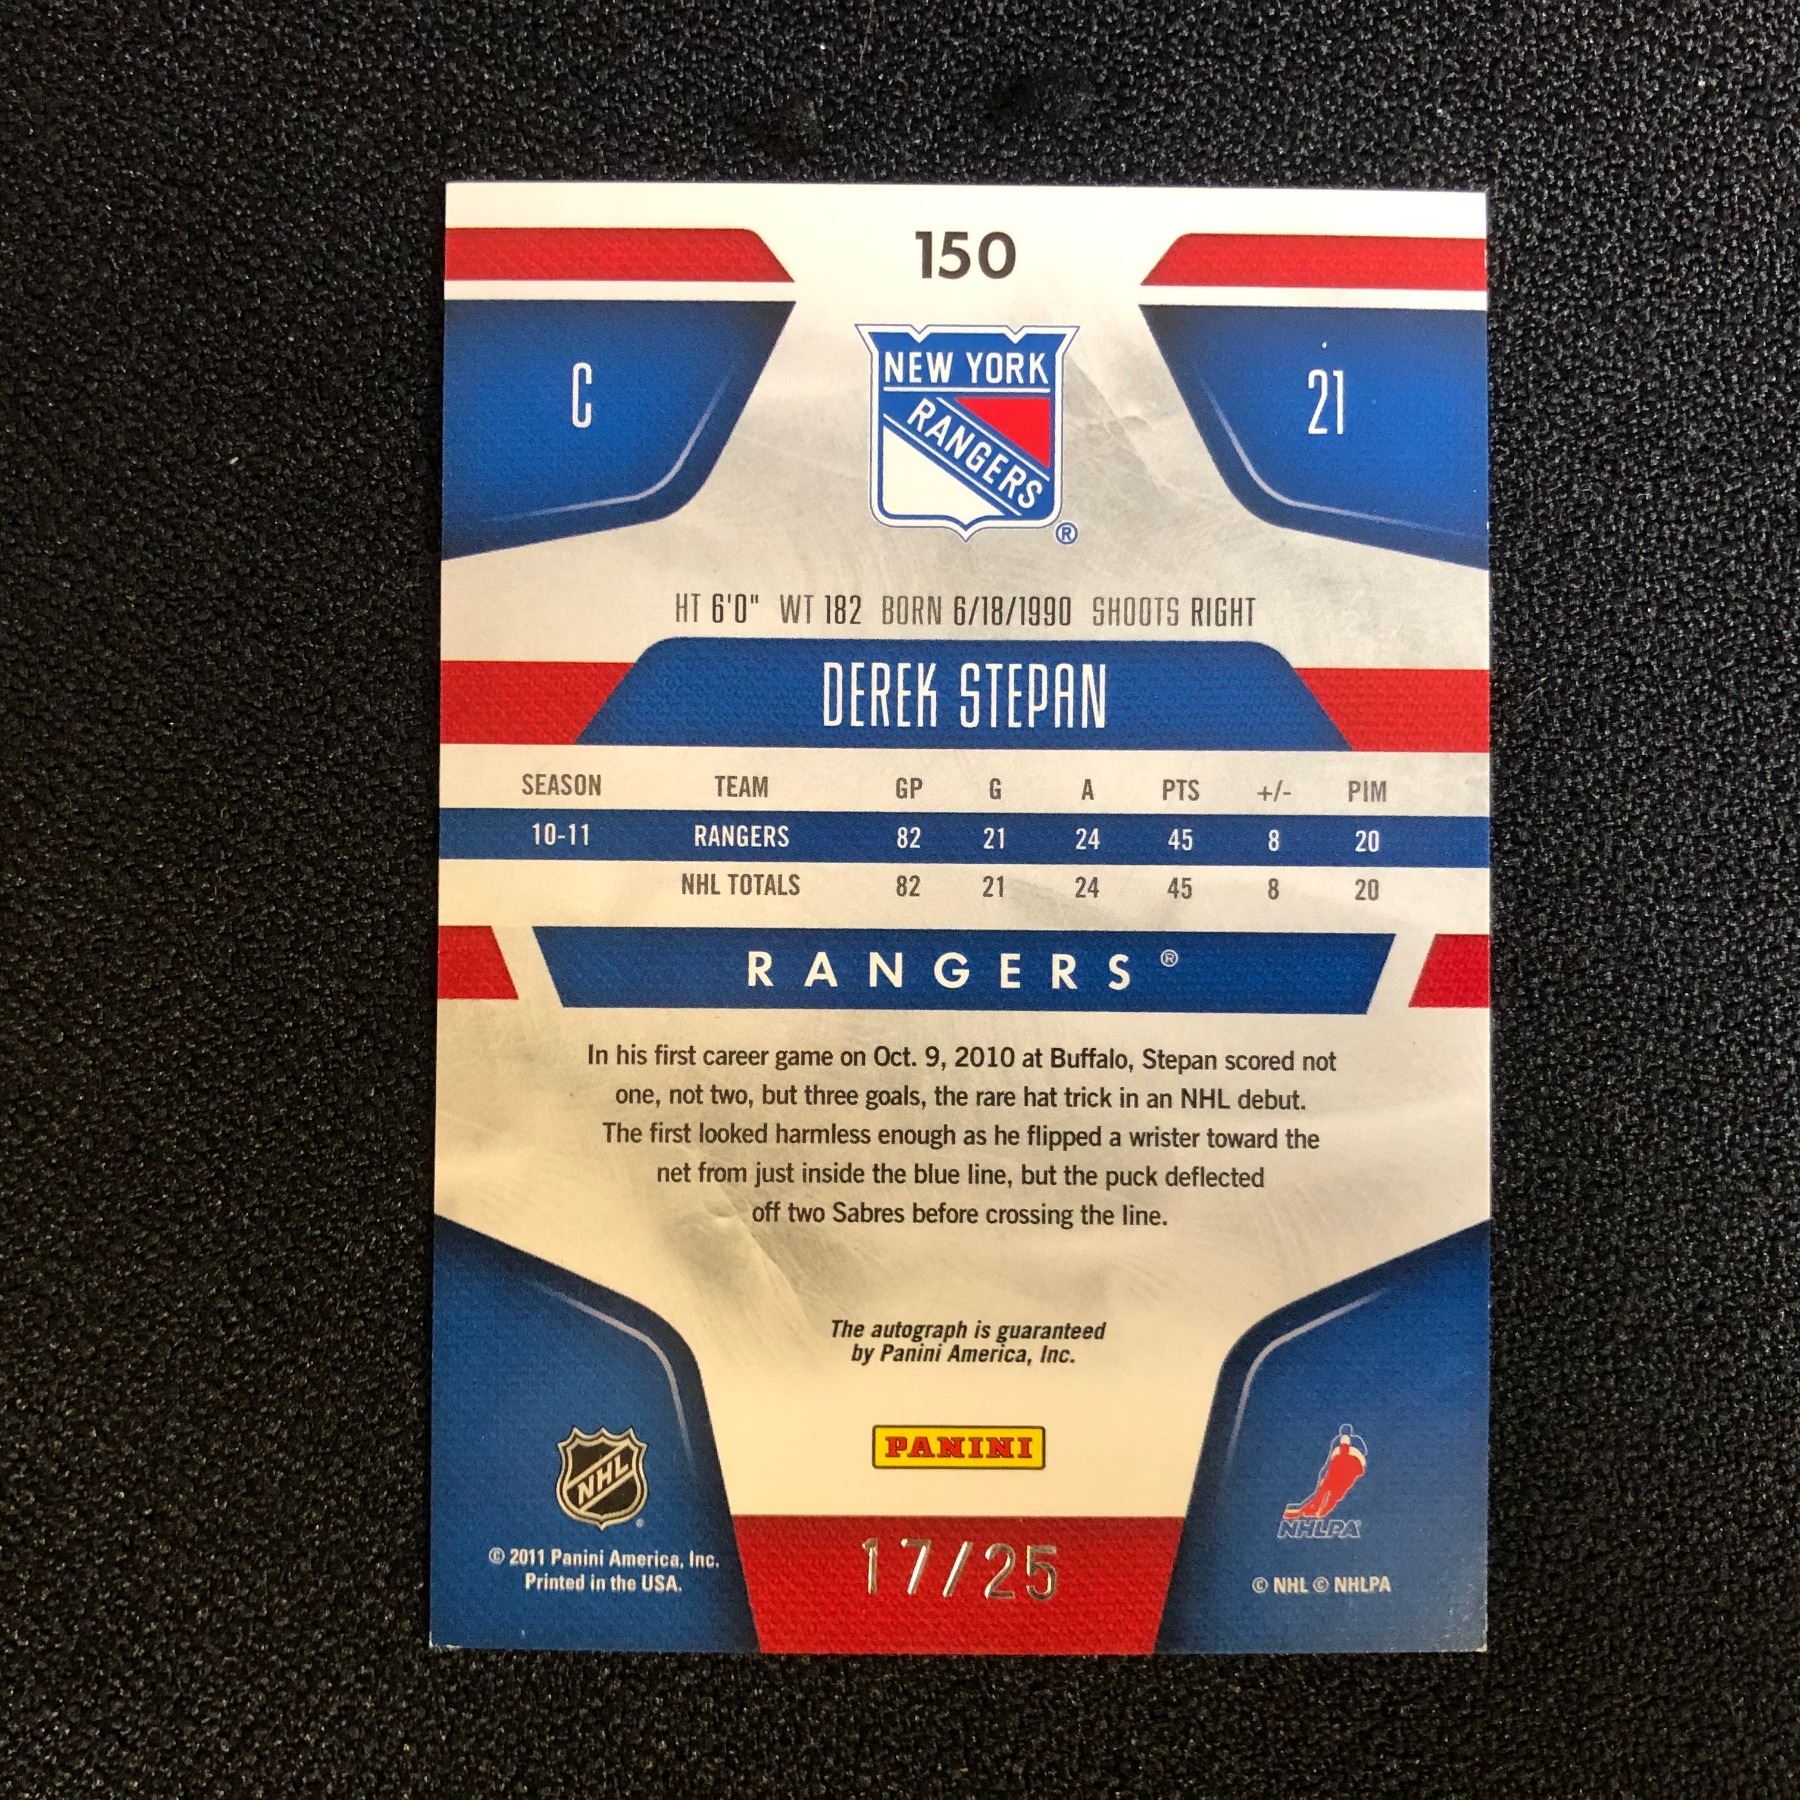 150
C
NEW YORK
RANGERS
®
21
HT 6'0" WT 182 BORN 6/18/1990 SHOOTS RIGHT
DEREK STEPAN
SEASON TEAM GP G A PTS +/- PIM
10-11 RANGERS 82 21 24 45 8 20
NHL TOTALS 82 21 24 45 8 20
RANGERS®
In his first career game on Oct. 9, 2010 at Buffalo, Stepan scored not
one, not two, but three goals, the rare hat trick in an NHL debut.
The first looked harmless enough as he flipped a wrister toward the
net from just inside the blue line, but the puck deflected
off two Sabres before crossing the line.
The autograph is guaranteed
by Panini America, Inc.
PANINI
NHL
NHLPA
© 2011 Panini America, Inc.
Printed in the USA.
17/25
© NHL © NHLPA